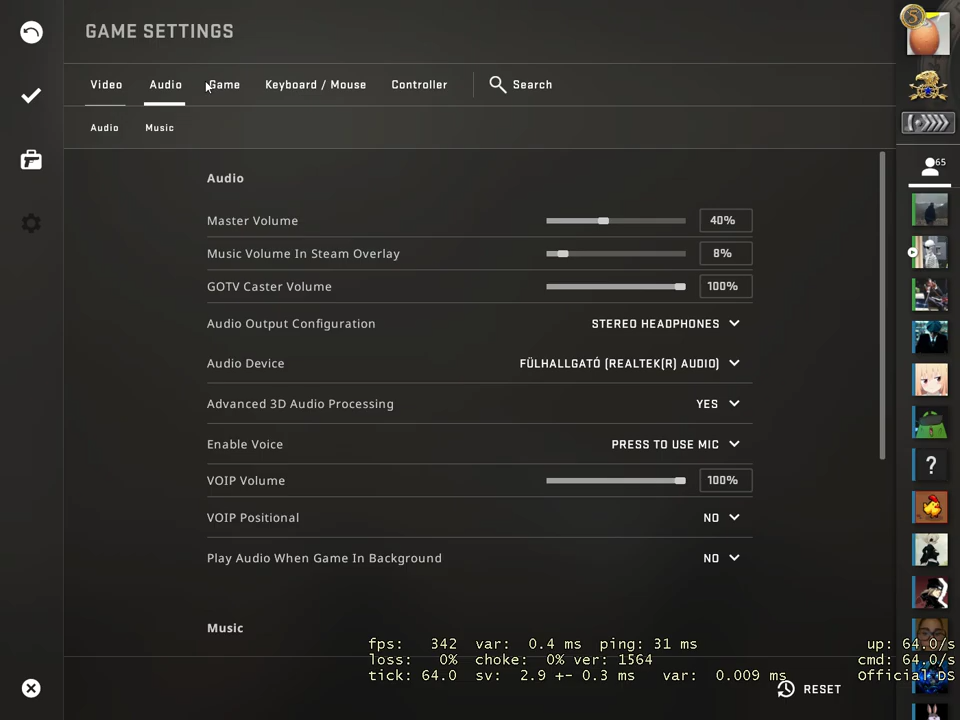 GAME SETTINGS
Video Audio Game Keyboard / Mouse Controller Search
Audio Music
65
Audio
Master Volume 40%
Music Volume In Steam Overlay 8%
GOTV Caster Volume 100%
Audio Output Configuration STEREO HEADPHONES
Audio Device FÜLHALLGATÓ (REALTEK(R) AUDIO)
Advanced 3D Audio Processing YES
Enable Voice PRESS TO USE MIC
VOIP Volume 100%
VOIP Positional NO
Play Audio When Game In Background NO
?
Music
fps: 342 var: 0.4 ms ping: 31 ms up: 64.0/s
loss: 0% choke: 0% ver: 1564 cmd: 64.0/s
tick: 64.0 sv: 2.9 +- 0.3 ms var: 0.009 ms Official DS
RESET